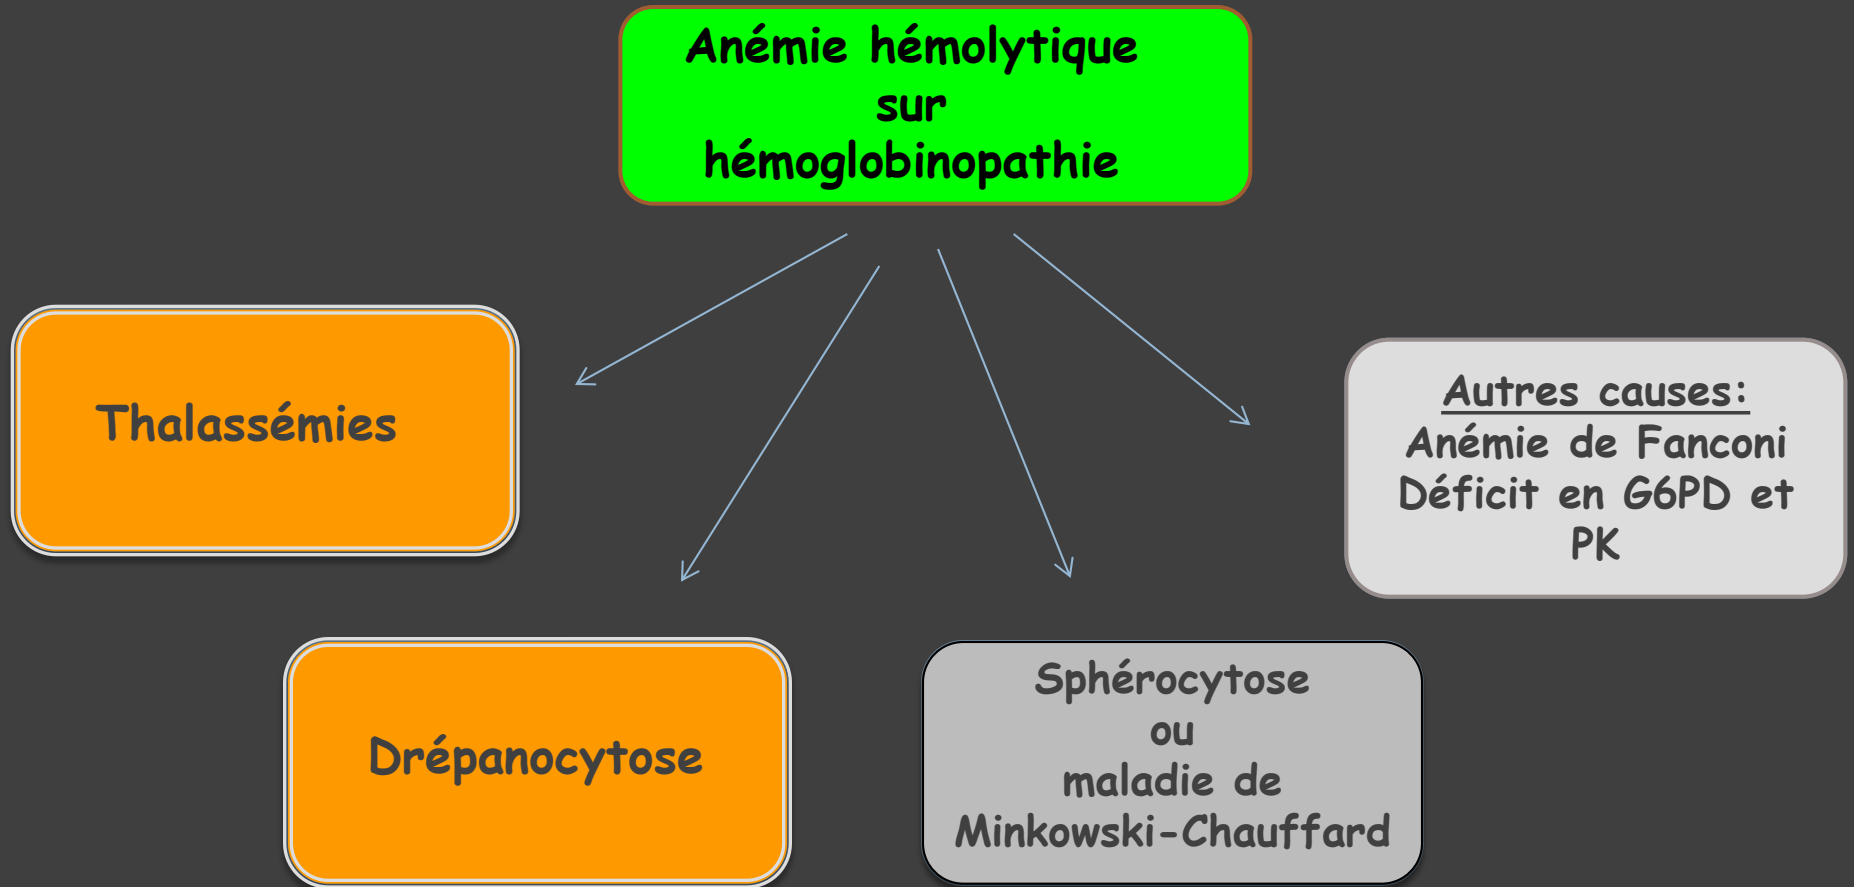 Anémie hémolytique
sur
hémoglobinopathie
Thalassémies
Autres causes:
Anémie de Fanconi
Déficit en G6PD et
PK
Drépanocytose
Sphérocytose
ou
maladie de
Minkowski-Chauffard